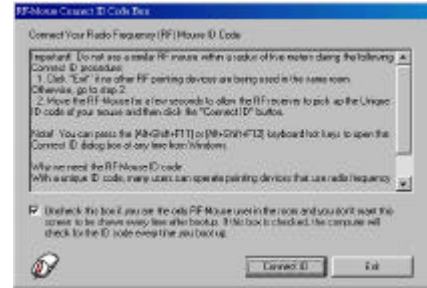 RF-Mouse Connect ID Code Box
Connect Your Radio Frequency (RF) Mouse ID Code
Important! Do not use a similar RF mouse within a radius of five meters during the following
Connect ID procedure:
1. Click "Exit" if no other RF pointing devices are being used in the same room.
Otherwise, go to step 2.
2. Move the RF-Mouse for a few seconds to allow the RF receiver to pick up the Unique
ID code of your mouse and then click the "Connect ID" button.
Note! You can press the [Alt+Shift+F11] or [Alt+Shift+F12] keyboard hot keys to open the
Connect ID dialog box at any time from Windows.
Why we need the RF-Mouse ID code.
With a unique ID code, many users can operate pointing devices that use radio frequency
Uncheck this box if you are the only RF-Mouse user in the room and you don't want this
screen to be shown every time after bootup. If this box is checked, the computer will
check for the ID code every time you boot up.
Connect ID
Exit